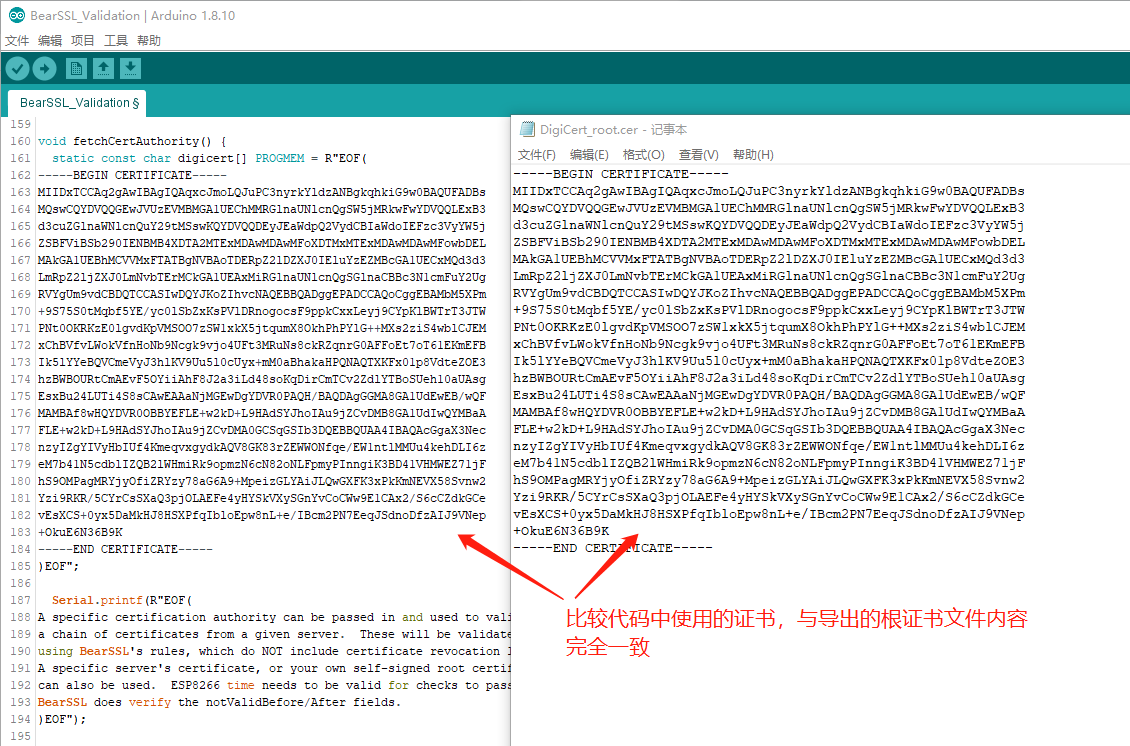 BearSSL_Validation | Arduino 1.8.10
文件 编辑 项目 工具 帮助
BearSSL_Validation §
159
160 void fetchCertAuthority() {
161 static const char digicert[] PROGMEM = R"EOF(
162 -----BEGIN CERTIFICATE-----
163 MIIDxTCCAq2gAwIBAgIQAqxcJmoLQJuPC3nyrkYldzANBgkqhkiG9w0BAQUFADBs
164 MQswCQYDVQQGEwJVUzEVMBMGA1UEChMMRGlnaUNlcnQgSW5jMRkwFwYDVQQLExB3
165 d3cuZGlnaWNlcnQuY29tMSswKQYDVQQDEyJEaWdpQ2VydCBIaWdoIEFzc3VyYW5j
166 ZSBFViBSb290IENBMB4XDTA2MTExMDAwMDAwMFoXDTMxMTExMDAwMDAwMFowbDEL
167 MAkGA1UEBhMCVVMxFTATBgNVBAoTDERpZ2lDZXJ0IEluYzEZMBcGA1UECxMQd3d3
168 LmRpZ2ljZXJ0LmNvbTErMCkGA1UEAxMiRGlnaUNlcnQgSGlnaCBBc3N1cmFuY2Ug
169 RVYgUm9vdCBDQTCCASIwDQYJKoZIhvcNAQEBBQADggEPADCCAQoCggEBAMbM5XPm
170 +9S75S0tMqbf5YE/yc0lSbZxKsPVlDRnogocsF9ppkCxxLeyj9CYpKlBWTrT3JTW
171 PNt0OKRKzE0lgvdKpVMSOO7zSW1xkX5jtqumX8OkhPhPYlG++MXs2ziS4wblCJEM
172 xChBVfvLWokVfnHoNb9Ncgk9vjo4UFt3MRuNs8ckRZqnrG0AFFoEt7oT61EKmEFB
173 Ik5lYYeBQVCmeVyJ3hlKV9Uu5l0cUyx+mM0aBhakaHPQNAQTXKFx01p8VdteZOE3
174 hzBWBOURtCmAEvF5OYiiAhF8J2a3iLd48soKqDirCmTCv2ZdlYTBoSUeh10aUAsg
175 EsxBu24LUTi4S8sCAwEAAaNjMGEwDgYDVR0PAQH/BAQDAgGGMA8GA1UdEwEB/wQF
176 MAMBAf8wHQYDVR0OBBYEFLE+w2kD+L9HAdSYJhoIAu9jZCvDMB8GA1UdIwQYMBaA
177 FLE+w2kD+L9HAdSYJhoIAu9jZCvDMA0GCSqGSIb3DQEBBQUAA4IBAQAcGgaX3Nec
178 nzyIZgYIVyHbIUf4KmeqvxgydkAQV8GK83rZEWWONfqe/EW1ntlMMUu4kehDLI6z
179 eM7b41N5cdblIZQB2lWHmiRk9opmzN6cN82oNLFpmyPInngiK3BD41VHMWEZ71jF
180 hS9OMPagMRYjyOfiZRYzy78aG6A9+MpeizGLYAiJLQwGXFK3xPkKmNEVX58Svnw2
181 Yzi9RKR/5CYrCsSXaQ3pjOLAEFe4yHYSkVXySGnYvCoCWw9E1CAx2/S6cCZdkGCe
182 vEsXCS+0yx5DaMkHJ8HSXPfqIbloEpw8nL+e/IBcm2PN7EeqJSdnoDfzAIJ9VNep
183 +OkuE6N36B9K
184 -----END CERTIFICATE-----
185 )EOF";
186
187 Serial.printf(R"EOF(
188 A specific certification authority can be passed in and used to vali
189 a chain of certificates from a given server.  These will be validate
190 using BearSSL's rules, which do NOT include certificate revocation l
191 A specific server's certificate, or your own self-signed root certif
192 can also be used.  ESP8266 time needs to be valid for checks to pass
193 BearSSL does verify the notValidBefore/After fields.
194 )EOF");
195
DigiCert_root.cer - 记事本
文件(F) 编辑(E) 格式(O) 查看(V) 帮助(H)
-----BEGIN CERTIFICATE-----
MIIDxTCCAq2gAwIBAgIQAqxcJmoLQJuPC3nyrkYldzANBgkqhkiG9w0BAQUFADBs
MQswCQYDVQQGEwJVUzEVMBMGA1UEChMMRGlnaUNlcnQgSW5jMRkwFwYDVQQLExB3
d3cuZGlnaWNlcnQuY29tMSswKQYDVQQDEyJEaWdpQ2VydCBIaWdoIEFzc3VyYW5j
ZSBFViBSb290IENBMB4XDTA2MTExMDAwMDAwMFoXDTMxMTExMDAwMDAwMFowbDEL
MAkGA1UEBhMCVVMxFTATBgNVBAoTDERpZ2lDZXJ0IEluYzEZMBcGA1UECxMQd3d3
LmRpZ2ljZXJ0LmNvbTErMCkGA1UEAxMiRGlnaUNlcnQgSGlnaCBBc3N1cmFuY2Ug
RVYgUm9vdCBDQTCCASIwDQYJKoZIhvcNAQEBBQADggEPADCCAQoCggEBAMbM5XPm
+9S75S0tMqbf5YE/yc0lSbZxKsPVlDRnogocsF9ppkCxxLeyj9CYpKlBWTrT3JTW
PNt0OKRKzE0lgvdKpVMSOO7zSW1xkX5jtqumX8OkhPhPYlG++MXs2ziS4wblCJEM
xChBVfvLWokVfnHoNb9Ncgk9vjo4UFt3MRuNs8ckRZqnrG0AFFoEt7oT61EKmEFB
Ik5lYYeBQVCmeVyJ3hlKV9Uu5l0cUyx+mM0aBhakaHPQNAQTXKFx01p8VdteZOE3
hzBWBOURtCmAEvF5OYiiAhF8J2a3iLd48soKqDirCmTCv2ZdlYTBoSUeh10aUAsg
EsxBu24LUTi4S8sCAwEAAaNjMGEwDgYDVR0PAQH/BAQDAgGGMA8GA1UdEwEB/wQF
MAMBAf8wHQYDVR0OBBYEFLE+w2kD+L9HAdSYJhoIAu9jZCvDMB8GA1UdIwQYMBaA
FLE+w2kD+L9HAdSYJhoIAu9jZCvDMA0GCSqGSIb3DQEBBQUAA4IBAQAcGgaX3Nec
nzyIZgYIVyHbIUf4KmeqvxgydkAQV8GK83rZEWWONfqe/EW1ntlMMUu4kehDLI6z
eM7b41N5cdblIZQB2lWHmiRk9opmzN6cN82oNLFpmyPInngiK3BD41VHMWEZ71jF
hS9OMPagMRYjyOfiZRYzy78aG6A9+MpeizGLYAiJLQwGXFK3xPkKmNEVX58Svnw2
Yzi9RKR/5CYrCsSXaQ3pjOLAEFe4yHYSkVXySGnYvCoCWw9E1CAx2/S6cCZdkGCe
vEsXCS+0yx5DaMkHJ8HSXPfqIbloEpw8nL+e/IBcm2PN7EeqJSdnoDfzAIJ9VNep
+OkuE6N36B9K
-----END CERTIFICATE-----
比较代码中使用的证书，与导出的根证书文件内容
完全一致